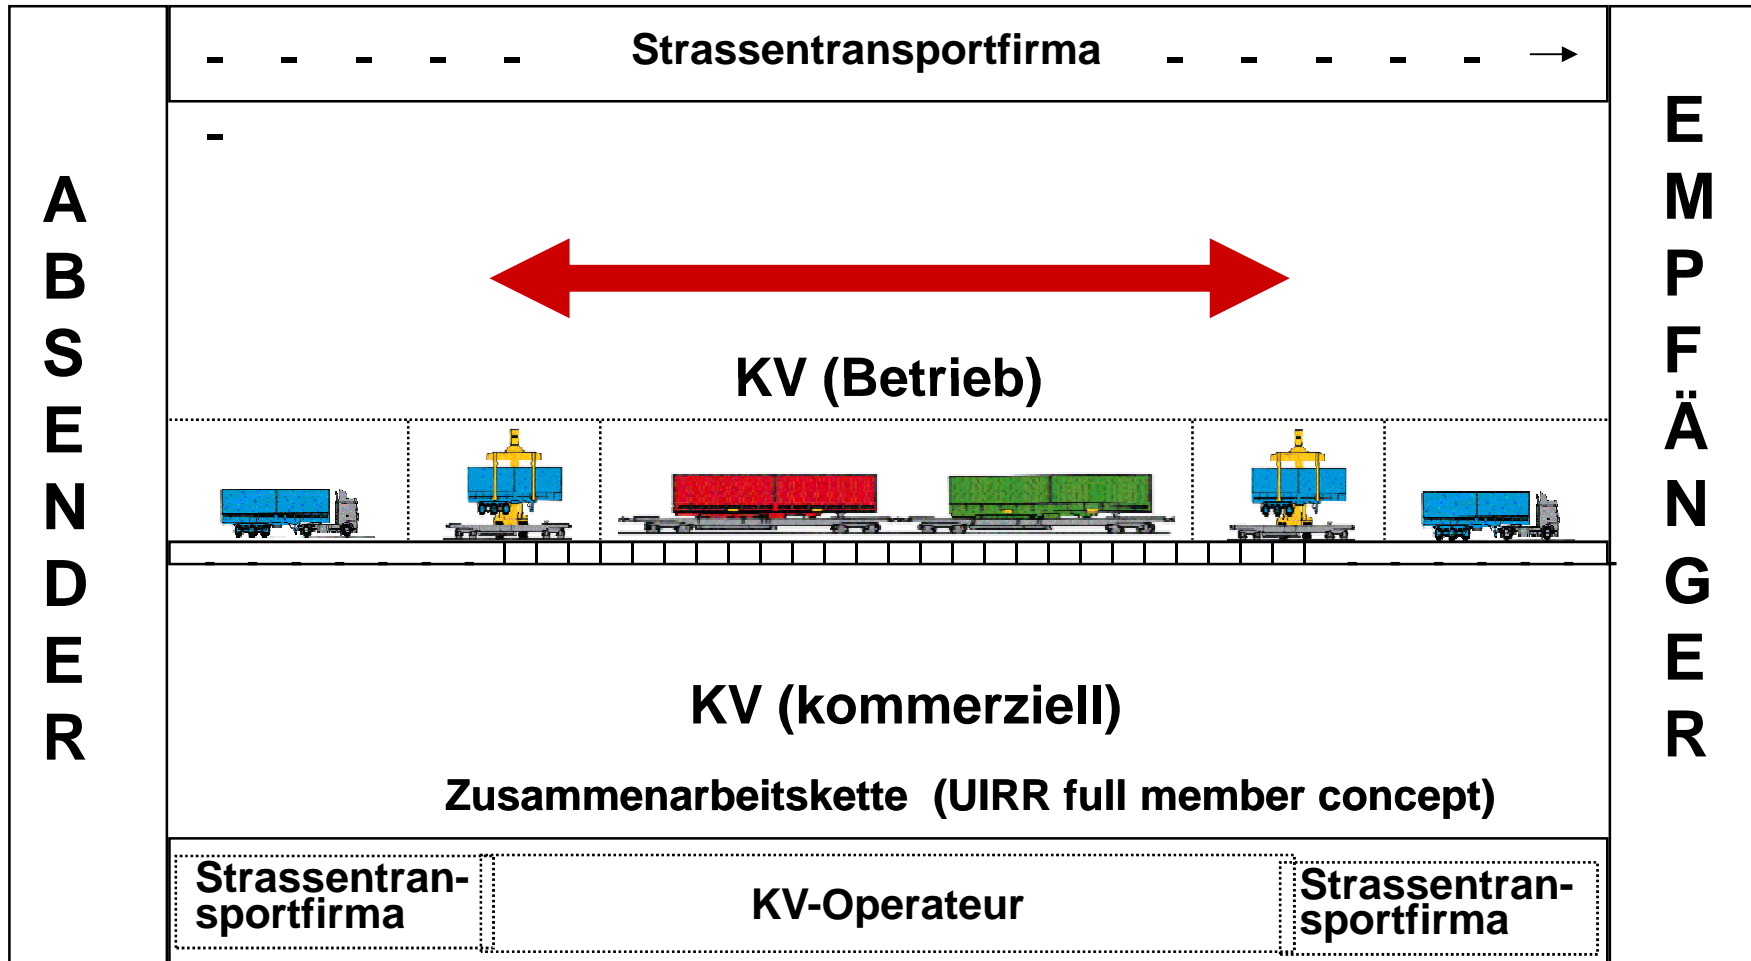 Strassentransportfirma
ABSENDER
EMPFÄNGER
KV (Betrieb)
KV (kommerziell)
Zusammenarbeitskette (UIRR full member concept)
Strassentran-
sportfirma
KV-Operateur
Strassentran-
sportfirma